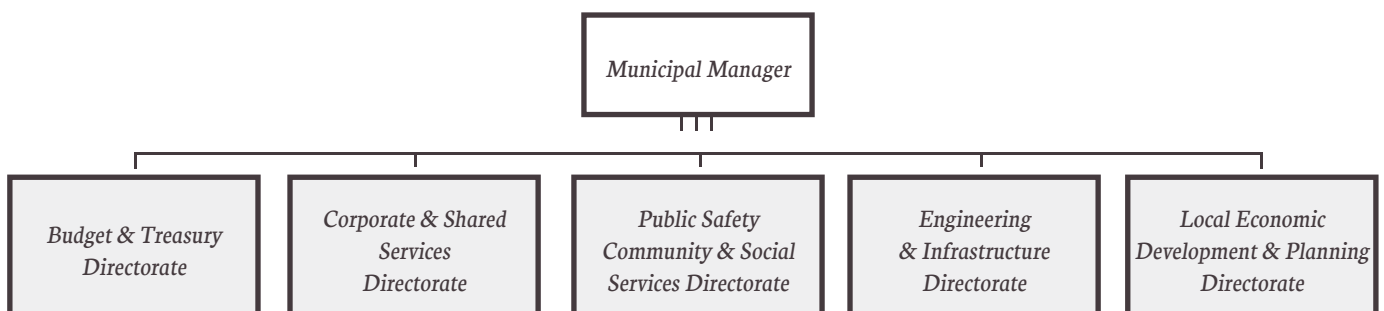 Municipal Manager
Budget & Treasury
Directorate
Corporate & Shared
Services
Directorate
Public Safety
Community & Social
Services Directorate
Engineering
& Infrastructure
Directorate
Local Economic
Development & Planning
Directorate